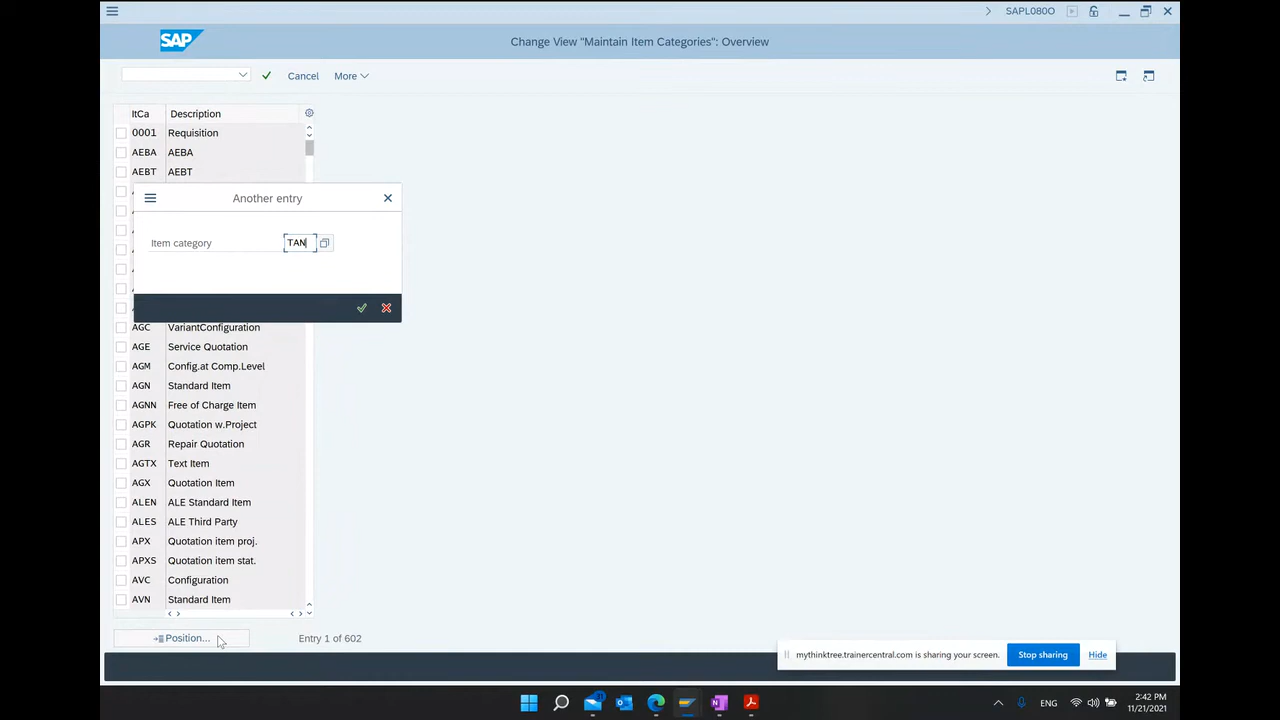 SAPL080O
SAP
Change View "Maintain Item Categories": Overview
Cancel
More
ItCa Description
0001 Requisition
AEBA AEBA
AEBT AEBT
Another entry
Item category TAN
AGC VariantConfiguration
AGE Service Quotation
AGM Config.at Comp.Level
AGN Standard Item
AGNN Free of Charge Item
AGPK Quotation w.Project
AGR Repair Quotation
AGTX Text Item
AGX Quotation Item
ALEN ALE Standard Item
ALES ALE Third Party
APX Quotation item proj.
APXS Quotation item stat.
AVC Configuration
AVN Standard Item
Position...
Entry 1 of 602
mythinktree.trainercentral.com is sharing your screen.
Stop sharing
Hide
ENG
2:42 PM
11/21/2021